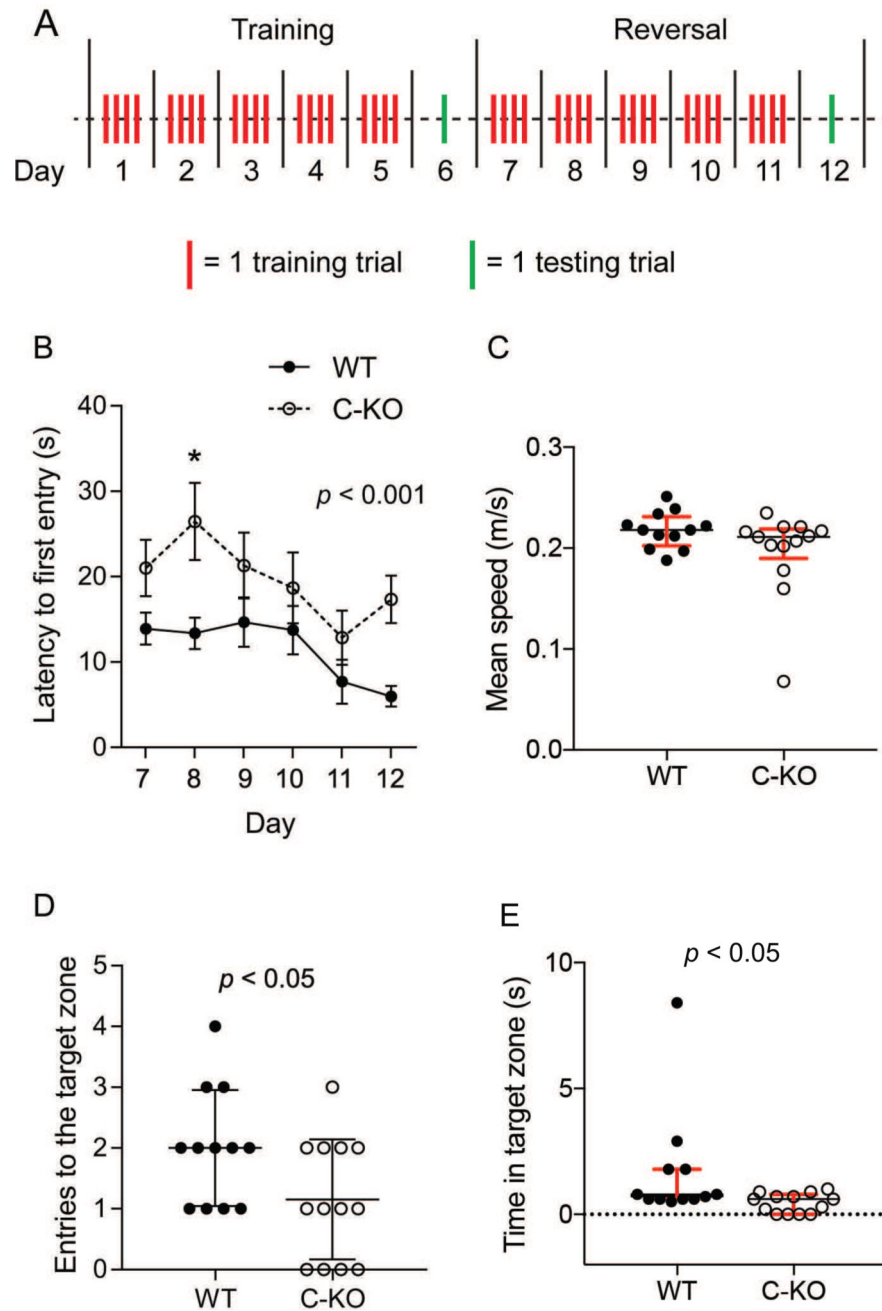 A
Training Reversal
Day 1 2 3 4 5 6 7 8 9 10 11 12
= 1 training trial = 1 testing trial
B
WT
C-KO
Latency to first entry (s)
40
30
20
10
0
*
p < 0.001
7 8 9 10 11 12
Day
C
Mean speed (m/s)
0.3
0.2
0.1
0.0
WT C-KO
D
Entries to the target zone
5
4
3
2
1
0
p < 0.05
WT C-KO
E
Time in target zone (s)
10
5
0
p < 0.05
WT C-KO